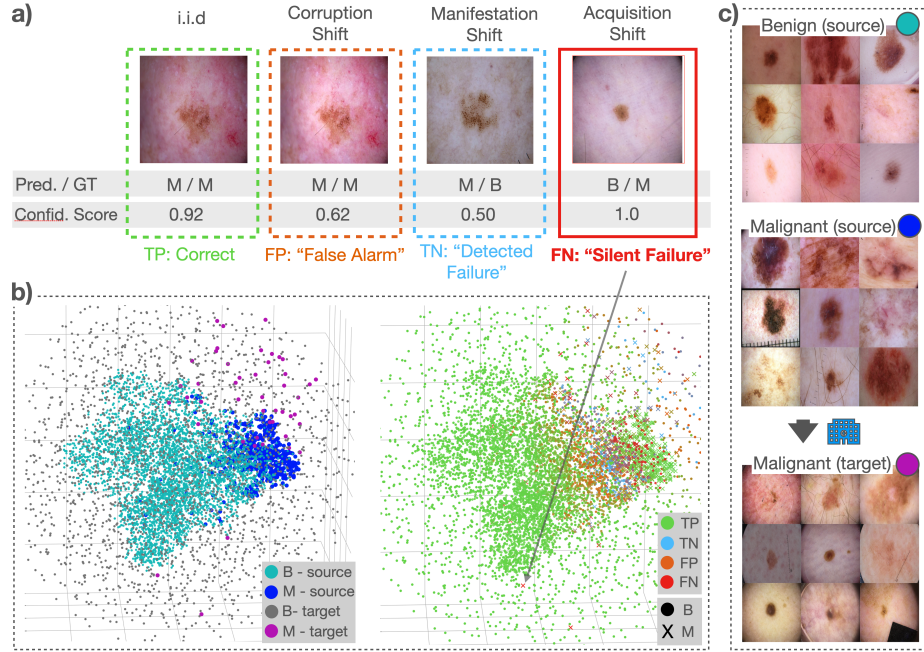 a)
i.i.d
Corruption
Shift
Manifestation
Shift
Acquisition
Shift
Pred. / GT
M / M
M / M
M / B
B / M
Confid. Score
0.92
0.62
0.50
1.0
TP: Correct
FP: “False Alarm”
TN: “Detected
Failure”
FN: “Silent Failure”
b)
B - source
M - source
B- target
M - target
TP
TN
FP
FN
B
X M
c)
Benign (source)
Malignant (source)
Malignant (target)